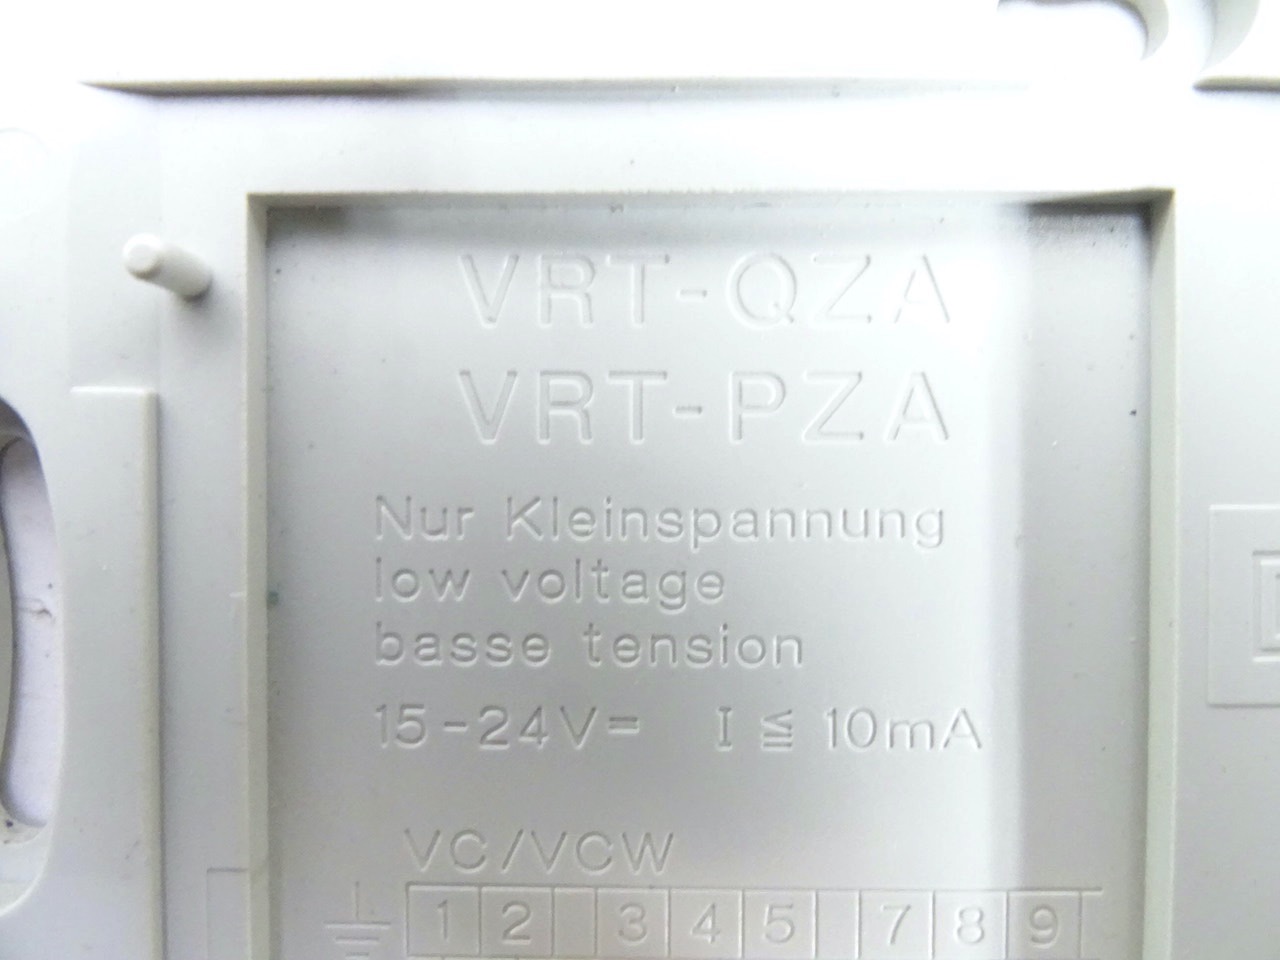 VRT-QZA
VRT-PZA
Nur Kleinspannung
low voltage
basse tension
15-24V= I ≦ 10mA
VC/VCW
1 2 3 4 5 7 8 9